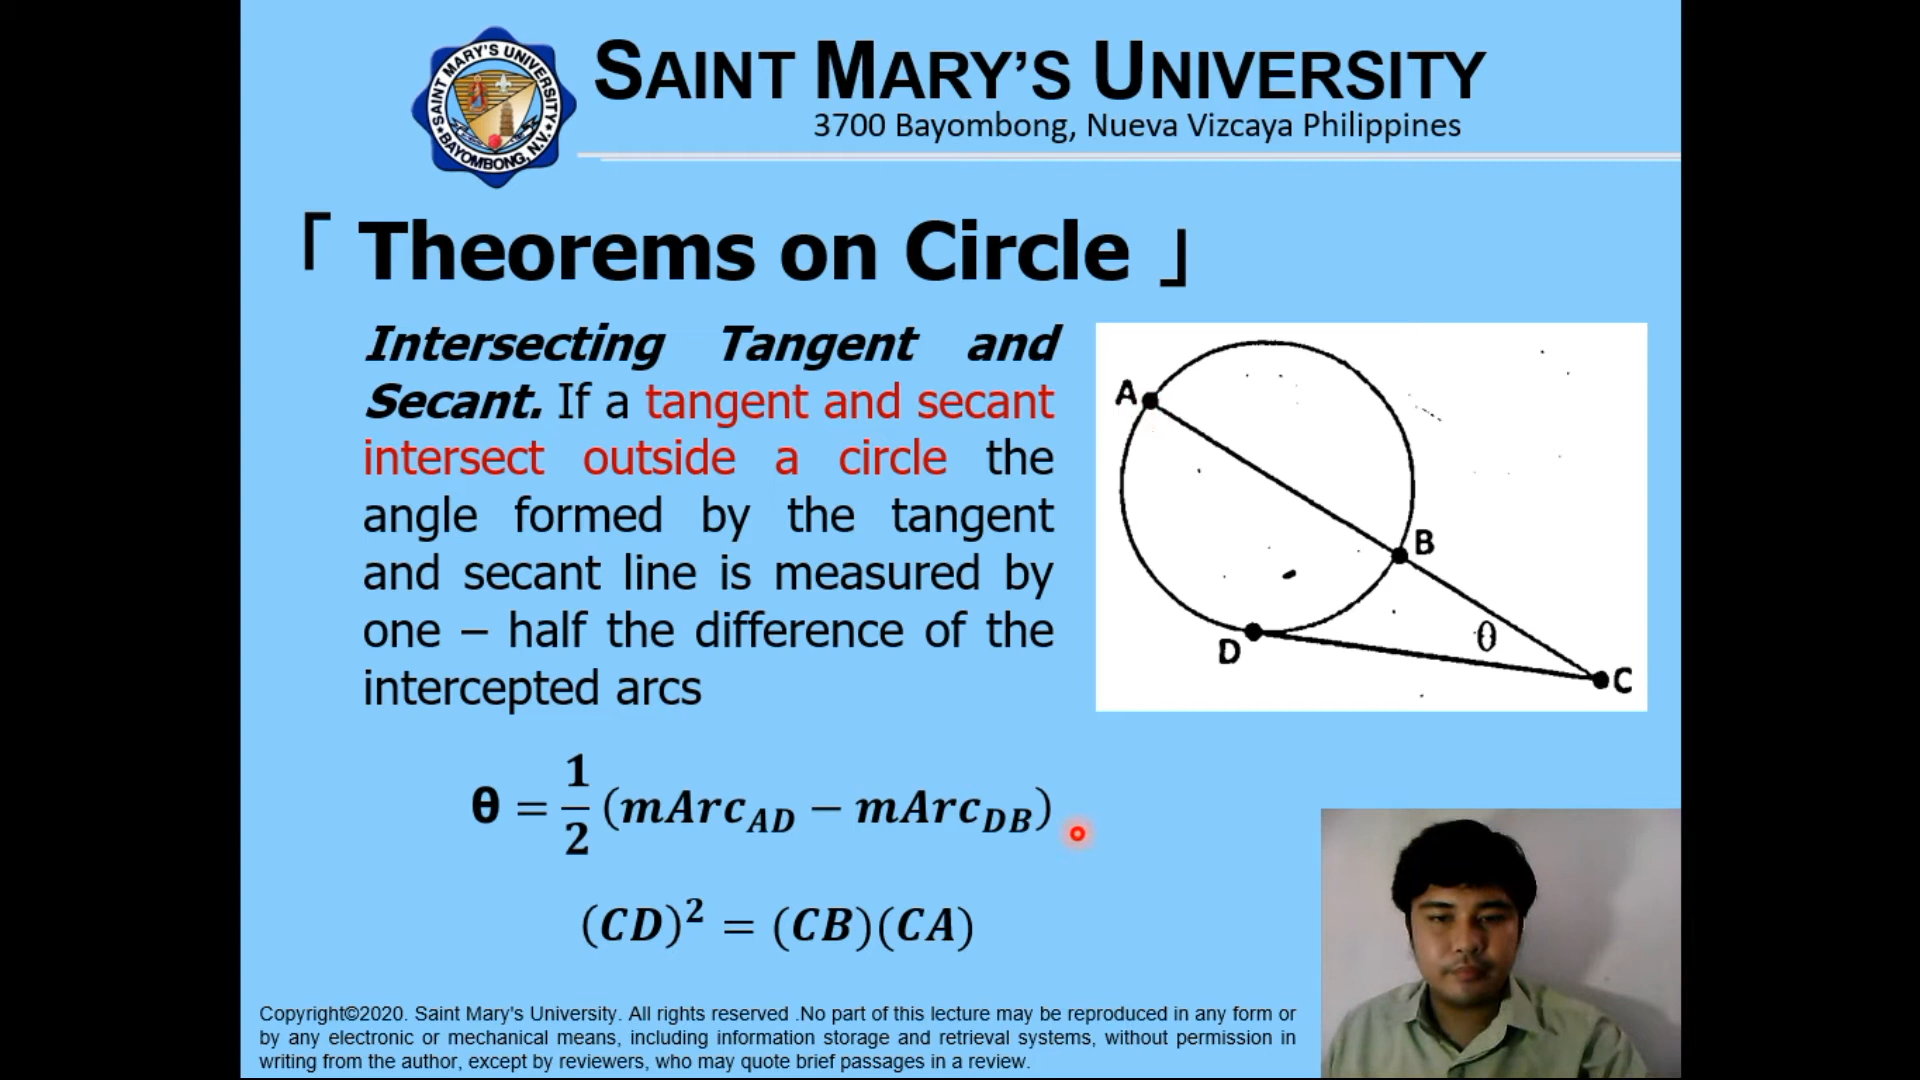 SAINT MARY'S UNIVERSITY
BAYOMBONG, N.V.
SAINT MARY’S UNIVERSITY
3700 Bayombong, Nueva Vizcaya Philippines
「 Theorems on Circle 」
Intersecting Tangent and
Secant. If a tangent and secant
intersect outside a circle the
angle formed by the tangent
and secant line is measured by
one – half the difference of the
intercepted arcs
A
B
D
θ
C
θ = 1/2 (mArc_AD − mArc_DB)
(CD)² = (CB)(CA)
Copyright©2020. Saint Mary's University. All rights reserved .No part of this lecture may be reproduced in any form or
by any electronic or mechanical means, including information storage and retrieval systems, without permission in
writing from the author, except by reviewers, who may quote brief passages in a review.